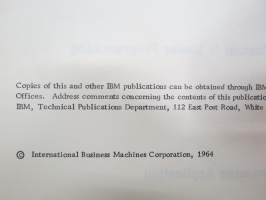 Copies of this and other IBM publications can be obtained through IBM
Offices. Address comments concerning the contents of this publication
IBM, Technical Publications Department, 112 East Post Road, White
© International Business Machines Corporation, 1964